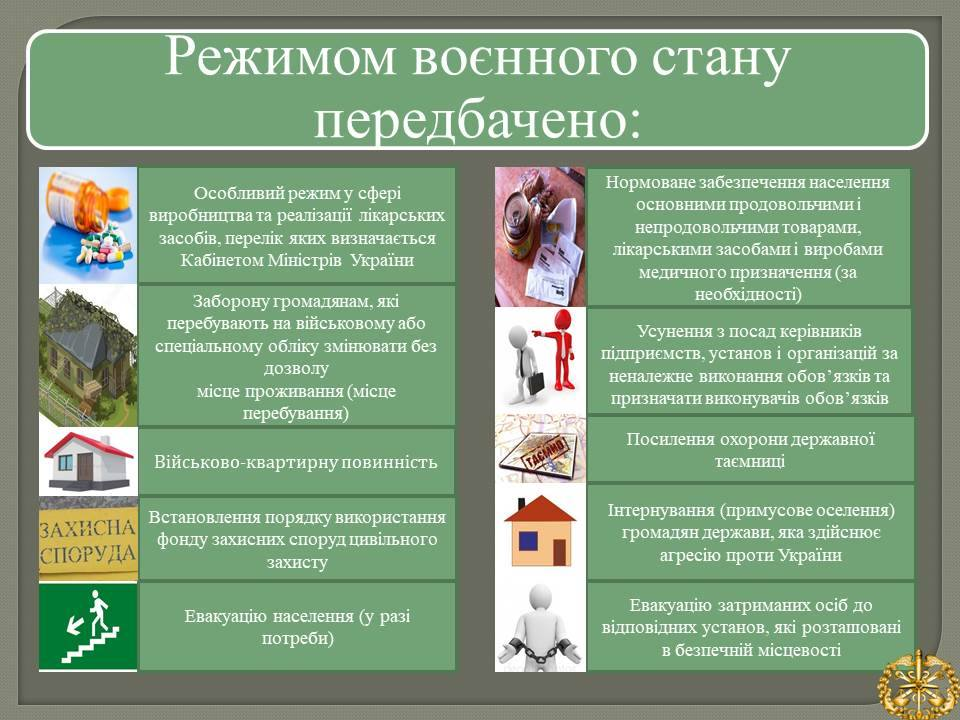 Режимом воєнного стану
передбачено:
Особливий режим у сфері
виробництва та реалізації лікарських
засобів, перелік яких визначається
Кабінетом Міністрів України
Заборону громадянам, які
перебувають на військовому або
спеціальному обліку змінювати без
дозволу
місце проживання (місце
перебування)
Військово-квартирну повинність
ЗАХИСНА
СПОРУДА
Встановлення порядку використання
фонду захисних споруд цивільного
захисту
Евакуацію населення (у разі
потреби)
Нормоване забезпечення населення
основними продовольчими і
непродовольчими товарами,
лікарськими засобами і виробами
медичного призначення (за
необхідності)
Усунення з посад керівників
підприємств, установ і організацій за
неналежне виконання обов’язків та
призначати виконувачів обов’язків
ТАЄМНО
Посилення охорони державної
таємниці
Інтернування (примусове оселення)
громадян держави, яка здійснює
агресію проти України
Евакуацію затриманих осіб до
відповідних установ, які розташовані
в безпечній місцевості